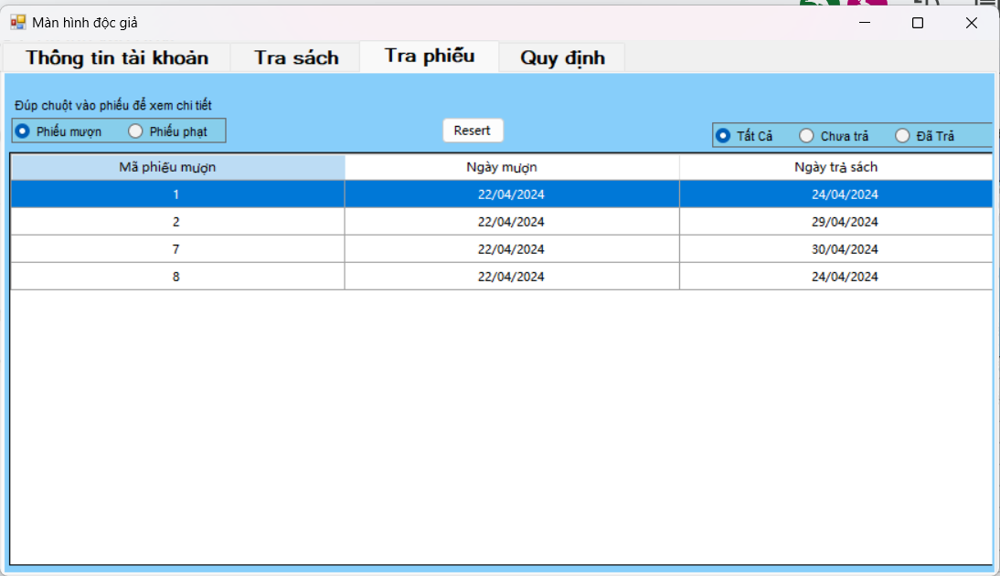 Màn hình độc giả
Thông tin tài khoản Tra sách Tra phiếu Quy định
Đúp chuột vào phiếu để xem chi tiết
Phiếu mượn Phiếu phạt Resert Tất Cả Chưa trả Đã Trả
Mã phiếu mượn Ngày mượn Ngày trả sách
1 22/04/2024 24/04/2024
2 22/04/2024 29/04/2024
7 22/04/2024 30/04/2024
8 22/04/2024 24/04/2024